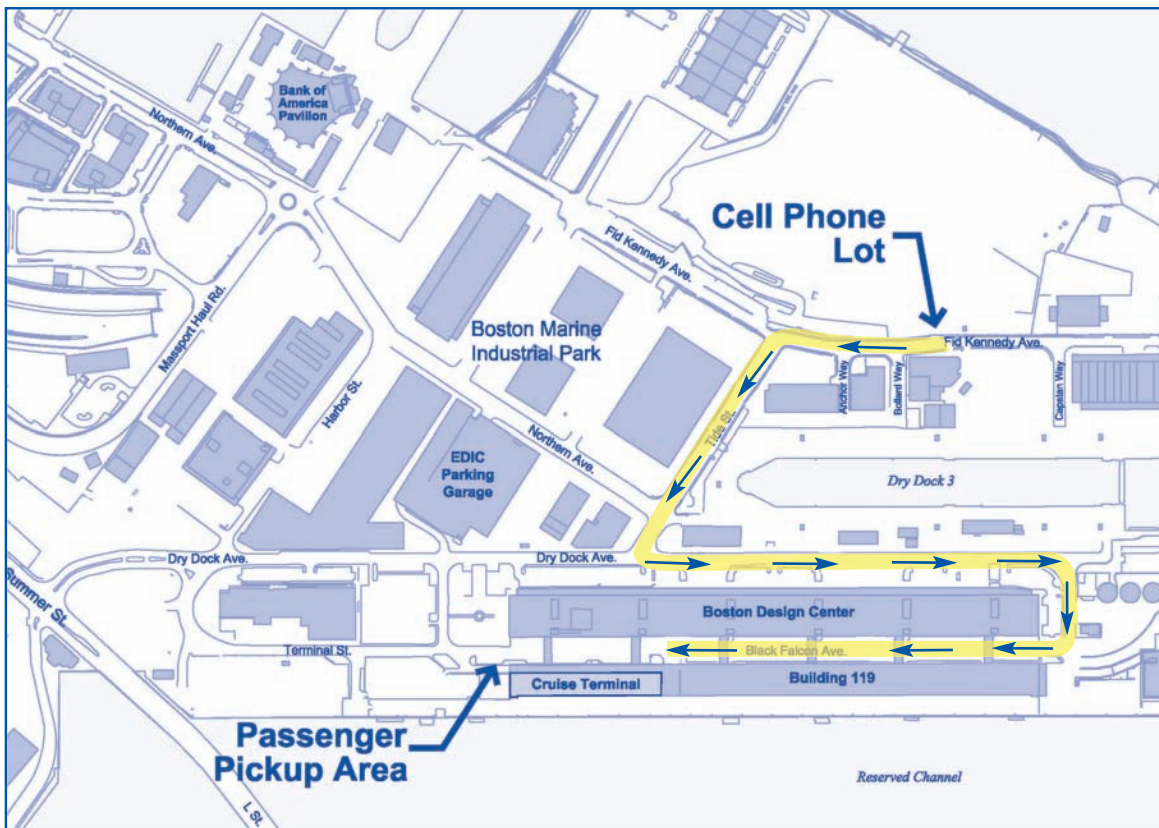 Bank of
America
Pavilion
Northern Ave.
Cell Phone
Lot
Fid Kennedy Ave.
Fid Kennedy Ave.
Massport Haul Rd.
Boston Marine
Industrial Park
Anchor Way
Bollard Way
Capstan Way
Harbor St.
Tide St.
Northern Ave.
EDIC
Parking
Garage
Dry Dock 3
Dry Dock Ave.
Dry Dock Ave.
Summer St.
Boston Design Center
Terminal St.
Black Falcon Ave.
Cruise Terminal
Building 119
Passenger
Pickup Area
Reserved Channel
L St.